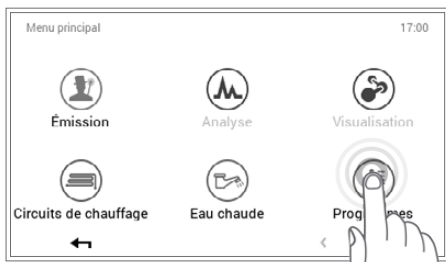 Menu principal 17:00
Émission Analyse Visualisation
Circuits de chauffage Eau chaude